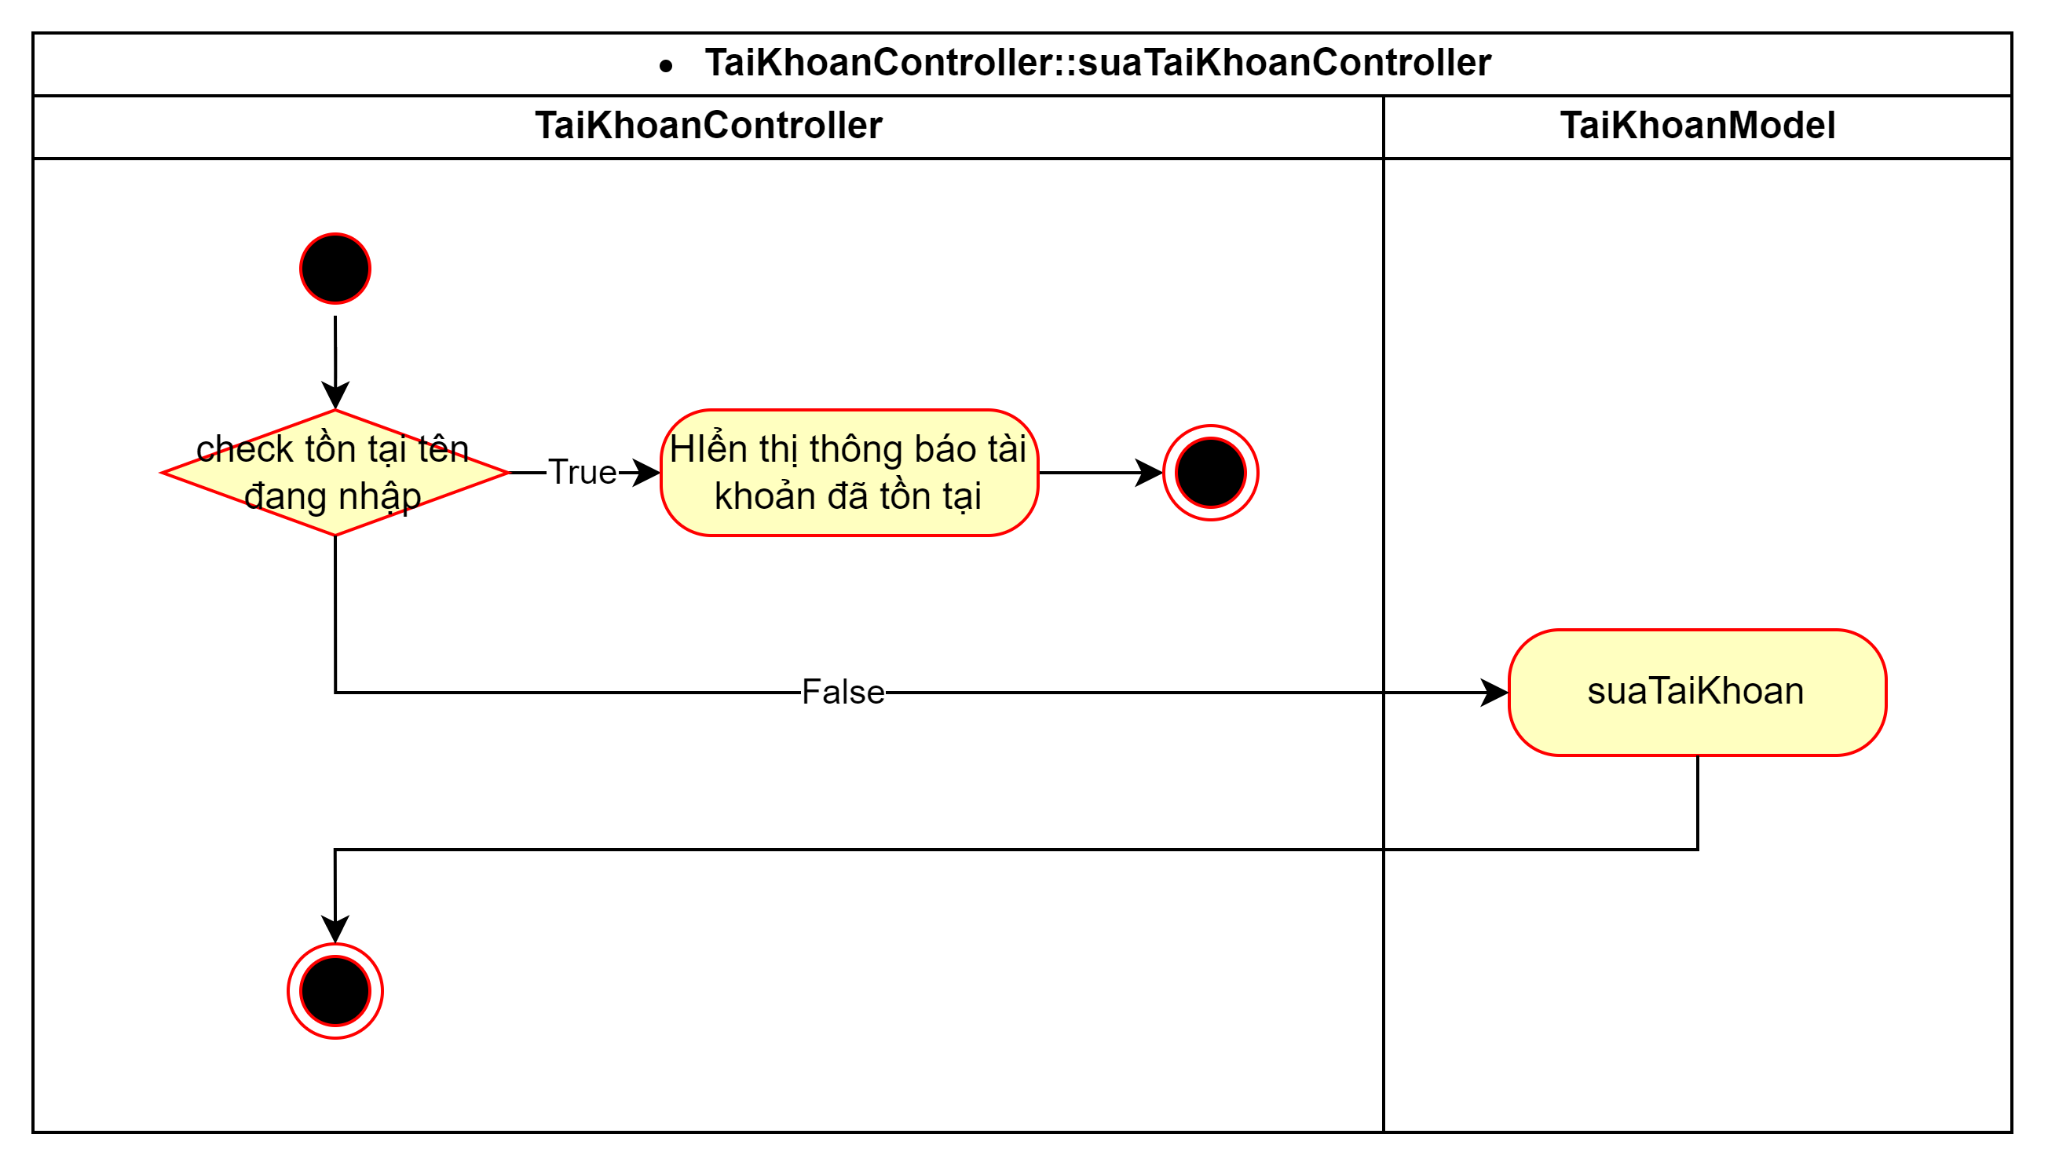 • TaiKhoanController::suaTaiKhoanController
TaiKhoanController
TaiKhoanModel
check tồn tại tên
đang nhập
True
HIển thị thông báo tài
khoản đã tồn tại
False
suaTaiKhoan